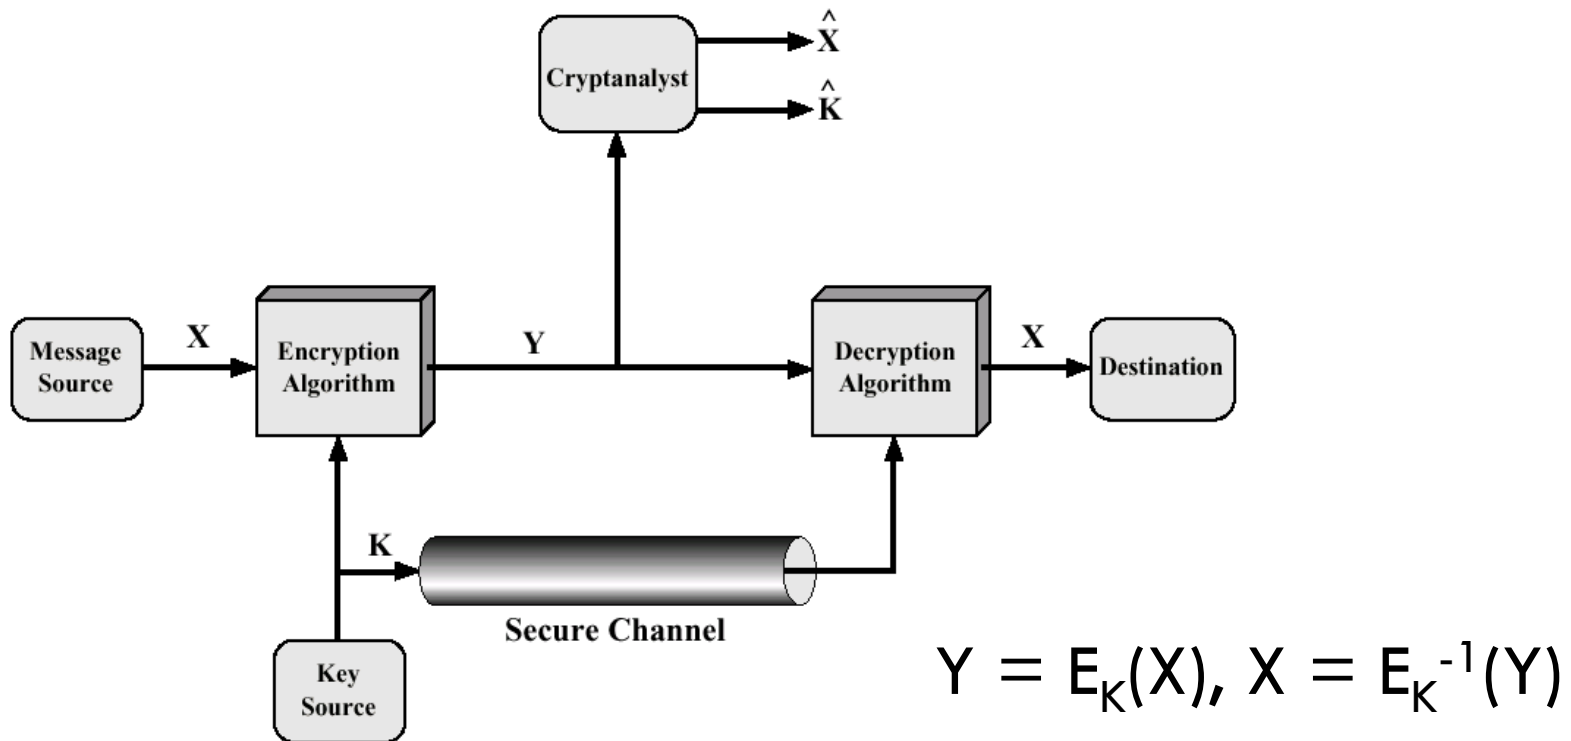 X̂
Cryptanalyst
K̂
X
Y
X
Message
Source
Encryption
Algorithm
Decryption
Algorithm
Destination
K
Secure Channel
Key
Source
Y = E_K(X), X = E_K^-1(Y)